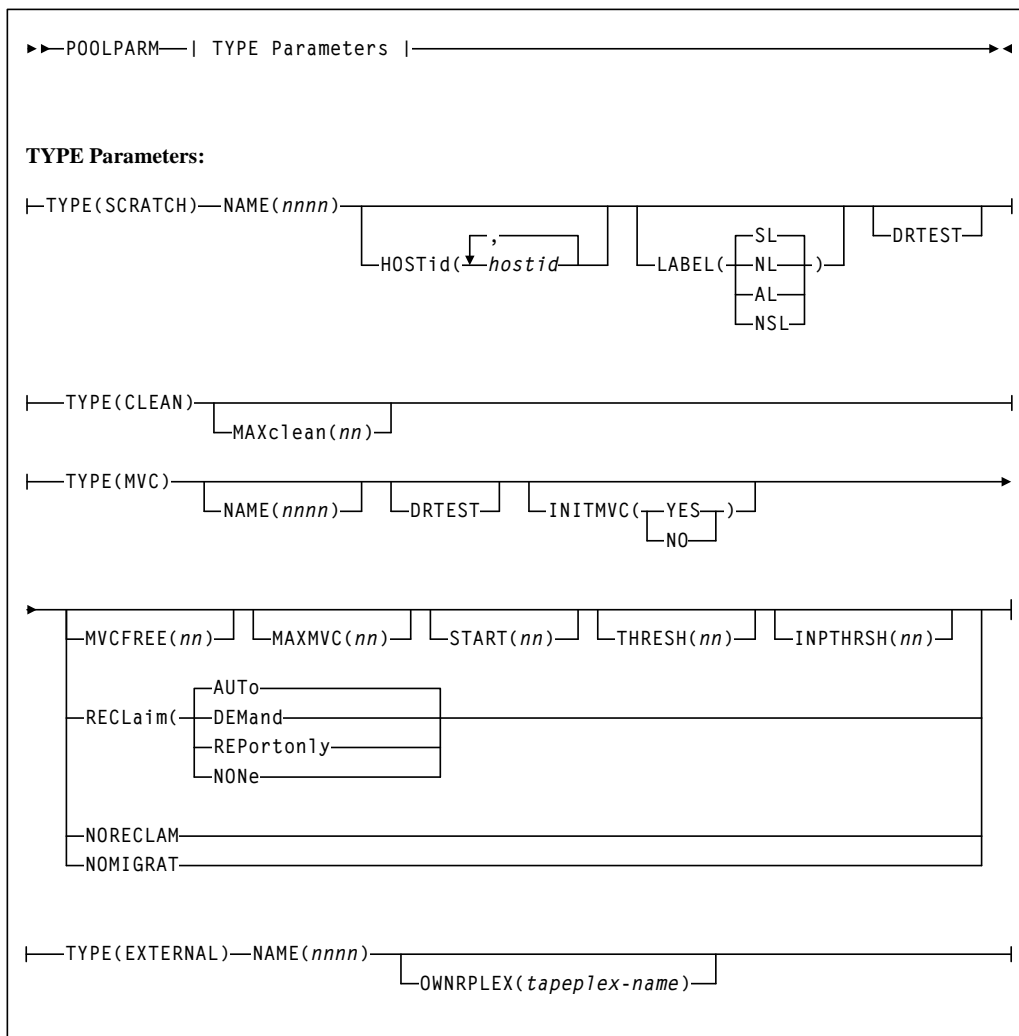 POOLPARM | TYPE Parameters |
TYPE Parameters:
TYPE(SCRATCH) NAME(nnnn)
HOSTid( , hostid
LABEL( SL
NL )
AL
NSL
DRTEST
TYPE(CLEAN)
MAXclean(nn)
TYPE(MVC)
NAME(nnnn) DRTEST INITMVC( YES )
NO
MVCFREE(nn) MAXMVC(nn) START(nn) THRESH(nn) INPTHRSH(nn)
AUTo
RECLaim( DEMand
REPortonly
NONe
NORECLAM
NOMIGRAT
TYPE(EXTERNAL) NAME(nnnn)
OWNRPLEX(tapeplex-name)